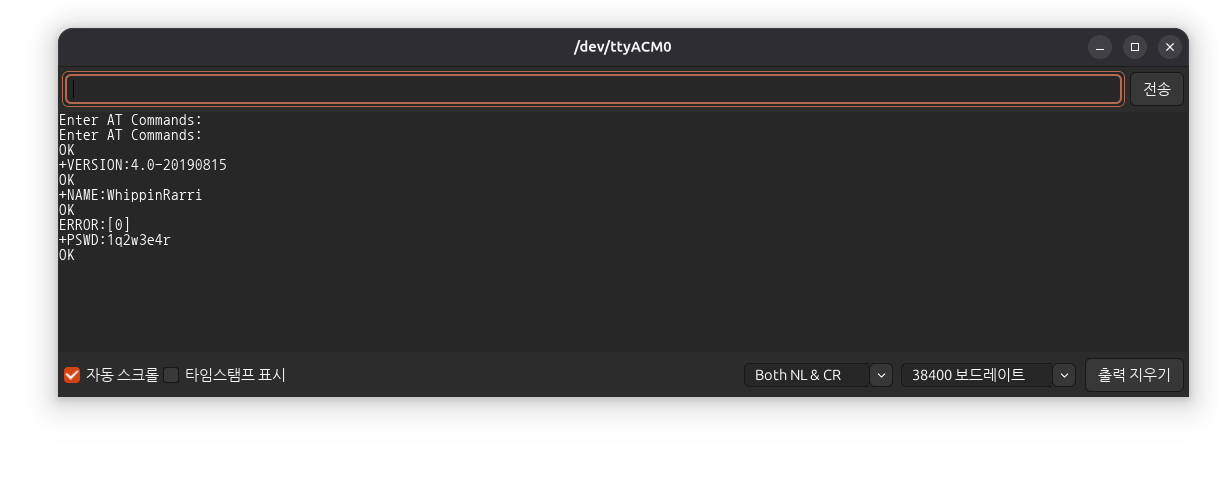 /dev/ttyACM0
전송
Enter AT Commands:
Enter AT Commands:
OK
+VERSION:4.0-20190815
OK
+NAME:WhippinRarri
OK
ERROR:[0]
+PSWD:1q2w3e4r
OK
자동 스크롤 타임스탬프 표시 Both NL & CR 38400 보드레이트 출력 지우기